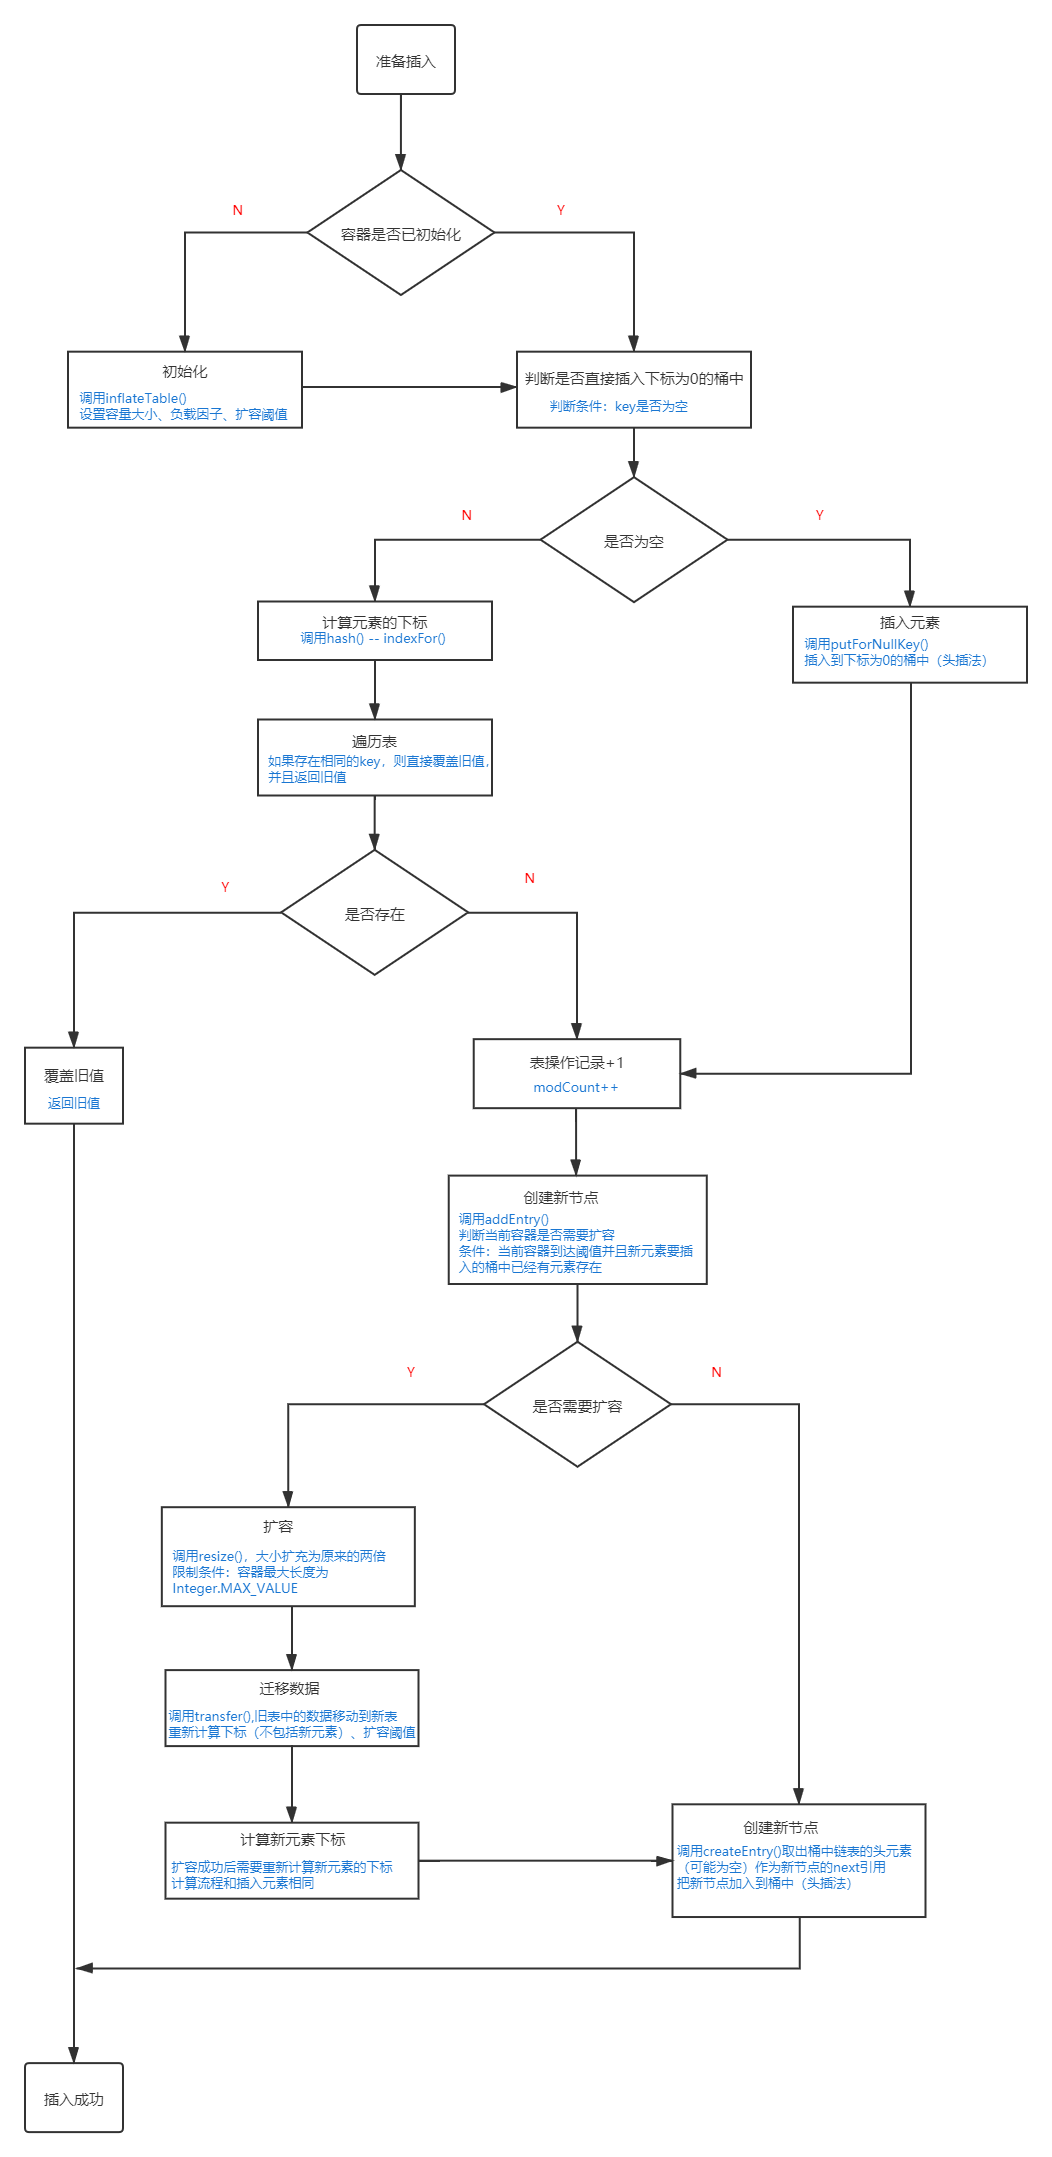 准备插入
N
Y
容器是否已初始化
初始化
调用inflateTable()
设置容量大小、负载因子、扩容阈值
判断是否直接插入下标为0的桶中
判断条件：key是否为空
N
Y
是否为空
计算元素的下标
调用hash() -- indexFor()
插入元素
调用putForNullKey()
插入到下标为0的桶中（头插法）
遍历表
如果存在相同的key，则直接覆盖旧值，
并且返回旧值
Y
N
是否存在
表操作记录+1
modCount++
覆盖旧值
返回旧值
创建新节点
调用addEntry()
判断当前容器是否需要扩容
条件：当前容器到达阈值并且新元素要插
入的桶中已经有元素存在
Y
N
是否需要扩容
扩容
调用resize()，大小扩充为原来的两倍
限制条件：容器最大长度为
Integer.MAX_VALUE
迁移数据
调用transfer(),旧表中的数据移动到新表
重新计算下标（不包括新元素）、扩容阈值
计算新元素下标
扩容成功后需要重新计算新元素的下标
计算流程和插入元素相同
创建新节点
调用createEntry()取出桶中链表的头元素
（可能为空）作为新节点的next引用
把新节点加入到桶中（头插法）
插入成功